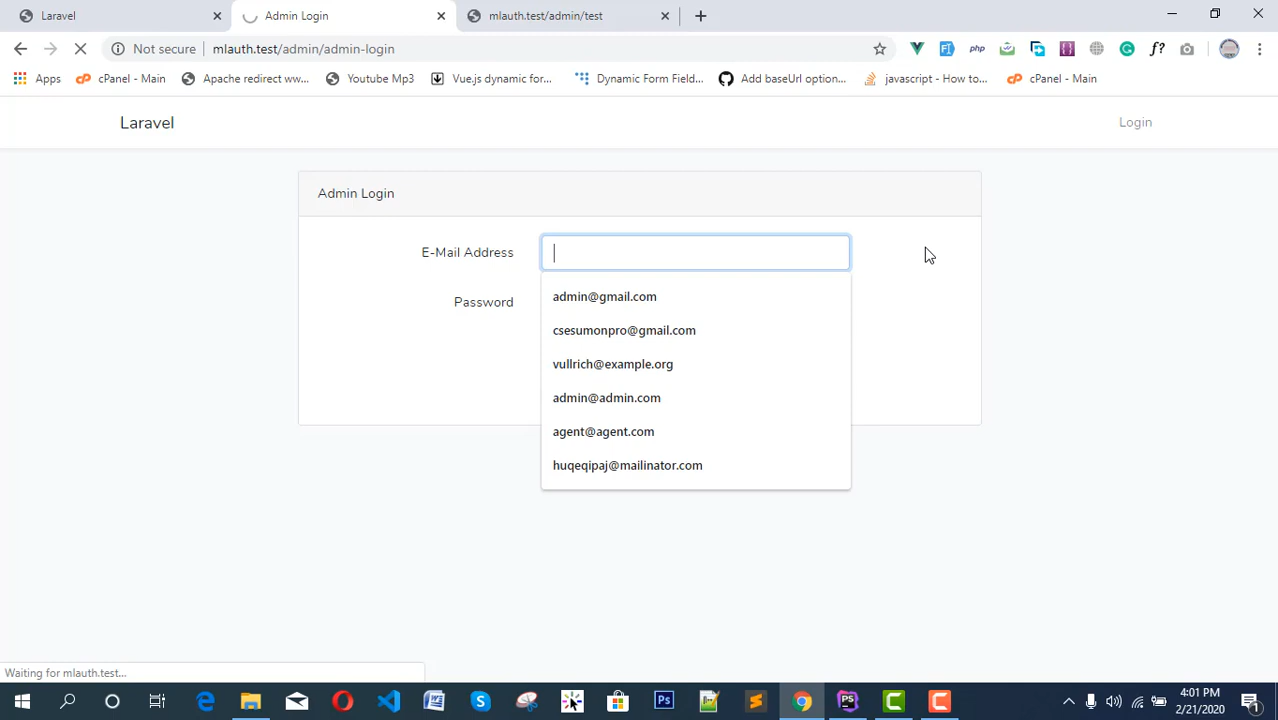 Laravel
Admin Login
mlauth.test/admin/test
Not secure
mlauth.test/admin/admin-login
php
f?
Apps
cPanel - Main
Apache redirect ww...
Youtube Mp3
Vue.js dynamic for...
Dynamic Form Field...
Add baseUrl option...
javascript - How to...
cPanel - Main
Laravel
Login
Admin Login
E-Mail Address
Password
admin@gmail.com
csesumonpro@gmail.com
vullrich@example.org
admin@admin.com
agent@agent.com
huqeqipaj@mailinator.com
Waiting for mlauth.test...
4:01 PM
2/21/2020